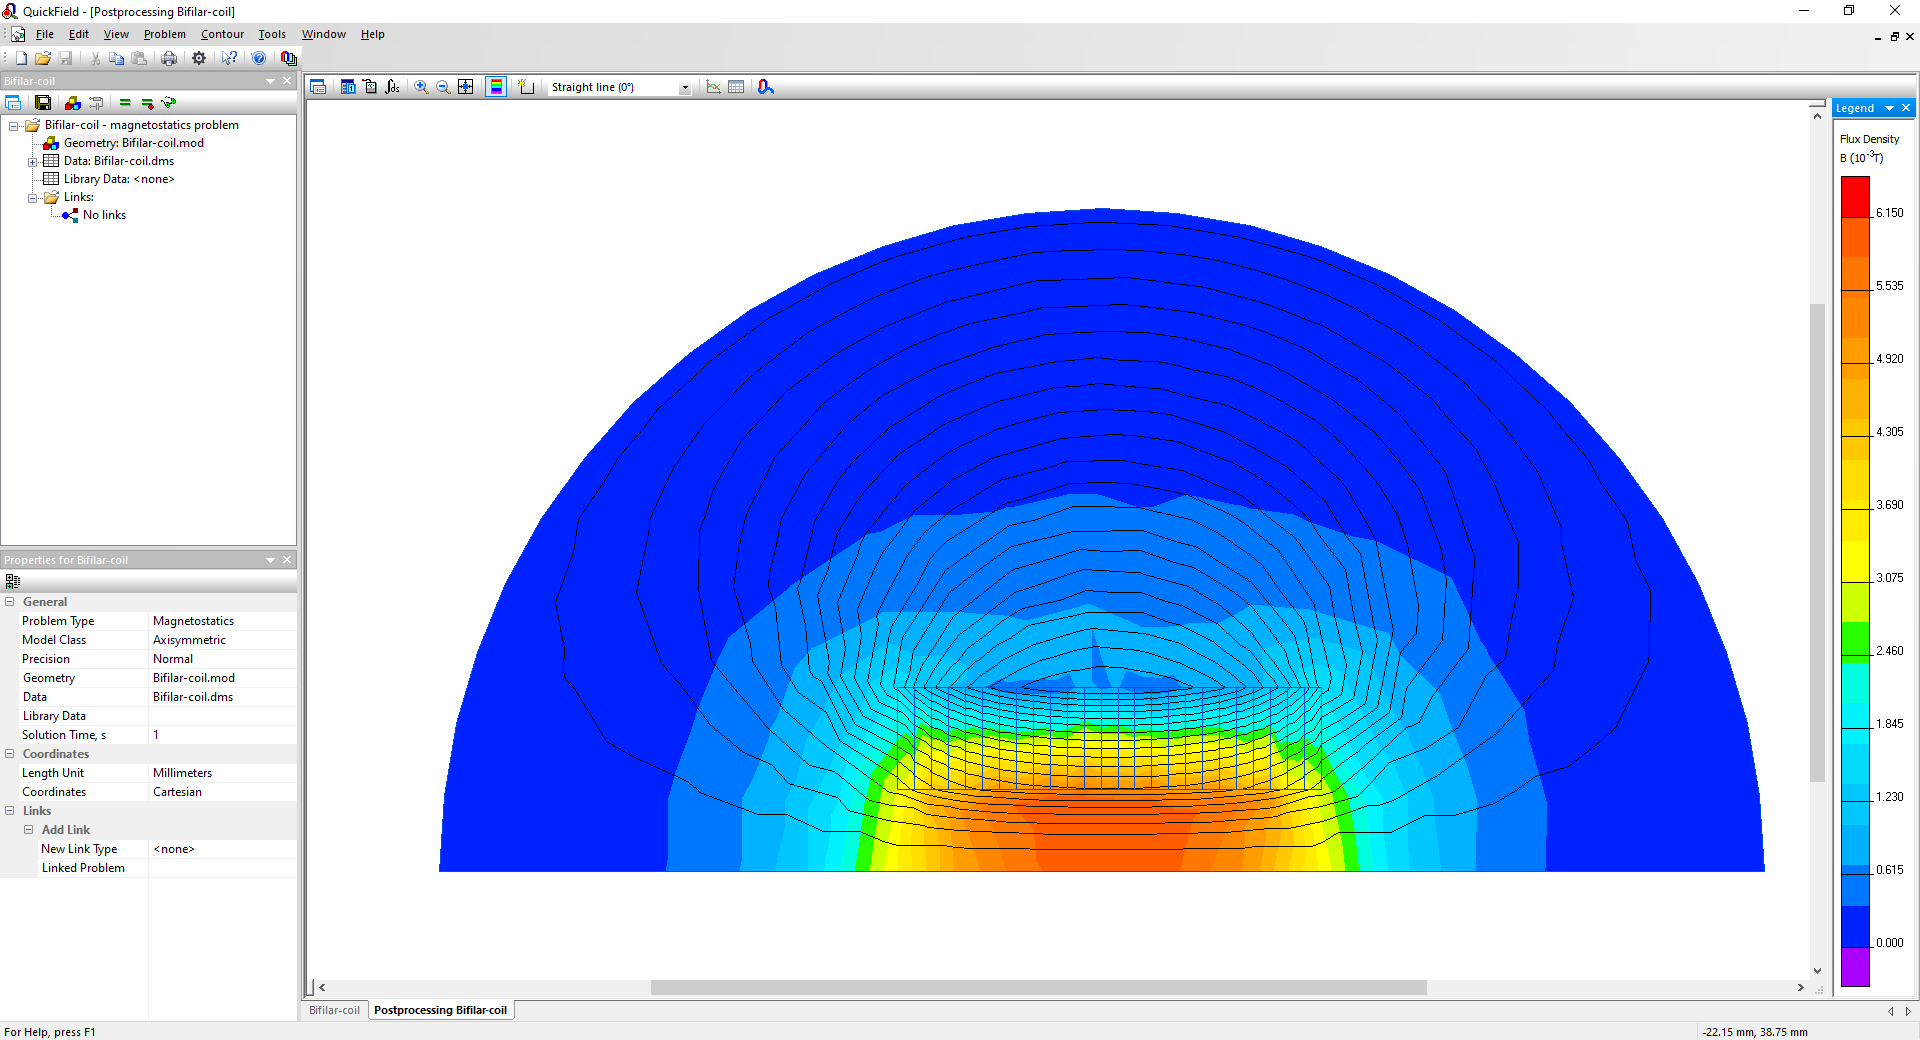 QuickField - [Postprocessing Bifilar-coil]
File Edit View Problem Contour Tools Window Help
Bifilar-coil
Straight line (0°)
Bifilar-coil - magnetostatics problem
Geometry: Bifilar-coil.mod
Data: Bifilar-coil.dms
Library Data: <none>
Links:
No links
Properties for Bifilar-coil
General
Problem Type Magnetostatics
Model Class Axisymmetric
Precision Normal
Geometry Bifilar-coil.mod
Data Bifilar-coil.dms
Library Data
Solution Time, s 1
Coordinates
Length Unit Millimeters
Coordinates Cartesian
Links
Add Link
New Link Type <none>
Linked Problem
Legend
Flux Density
B (10⁻³T)
6.150
5.535
4.920
4.305
3.690
3.075
2.460
1.845
1.230
0.615
0.000
Bifilar-coil Postprocessing Bifilar-coil
For Help, press F1
-22.15 mm, 38.75 mm